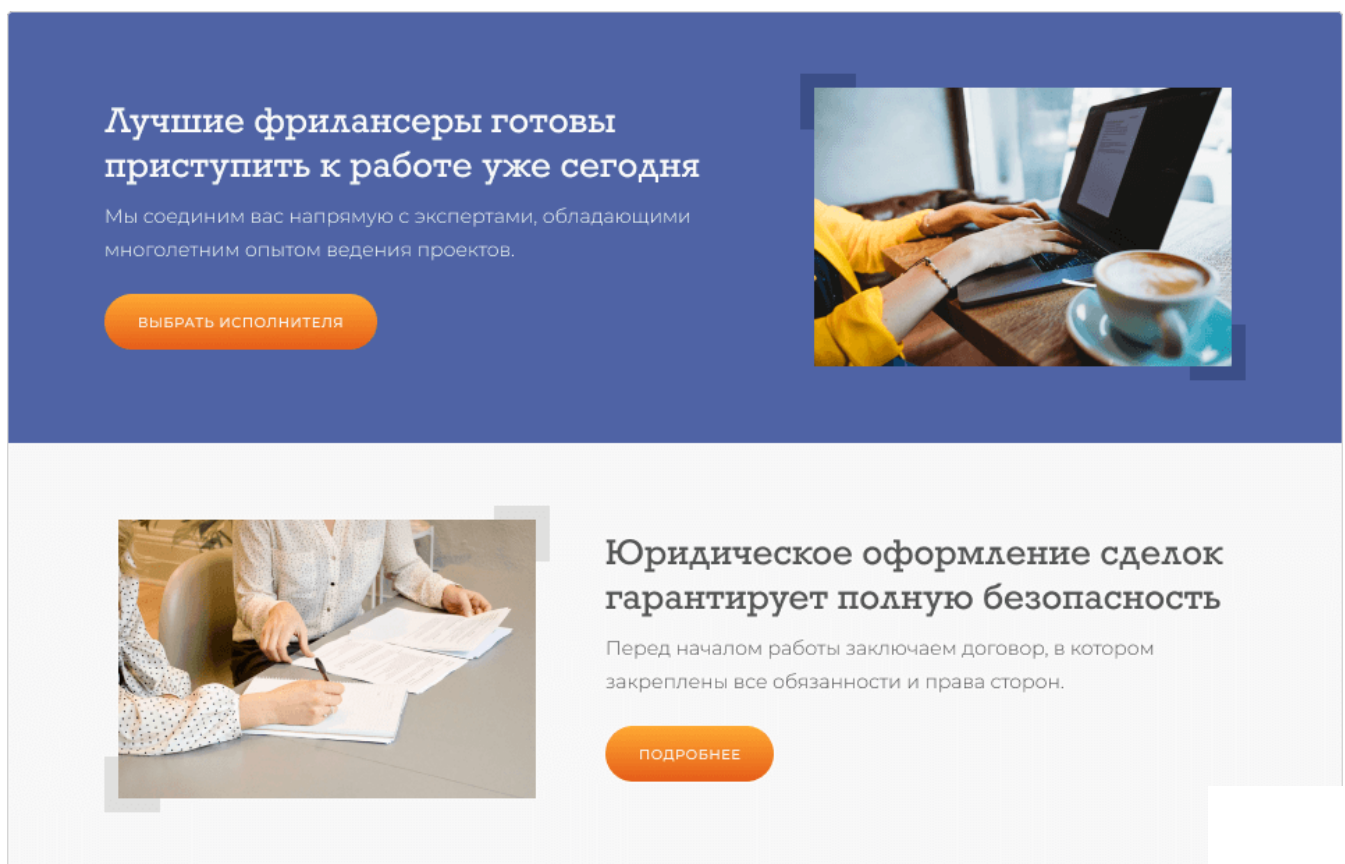 Лучшие фрилансеры готовы
приступить к работе уже сегодня
Мы соединим вас напрямую с экспертами, обладающими
многолетним опытом ведения проектов.
ВЫБРАТЬ ИСПОЛНИТЕЛЯ
Юридическое оформление сделок
гарантирует полную безопасность
Перед началом работы заключаем договор, в котором
закреплены все обязанности и права сторон.
ПОДРОБНЕЕ